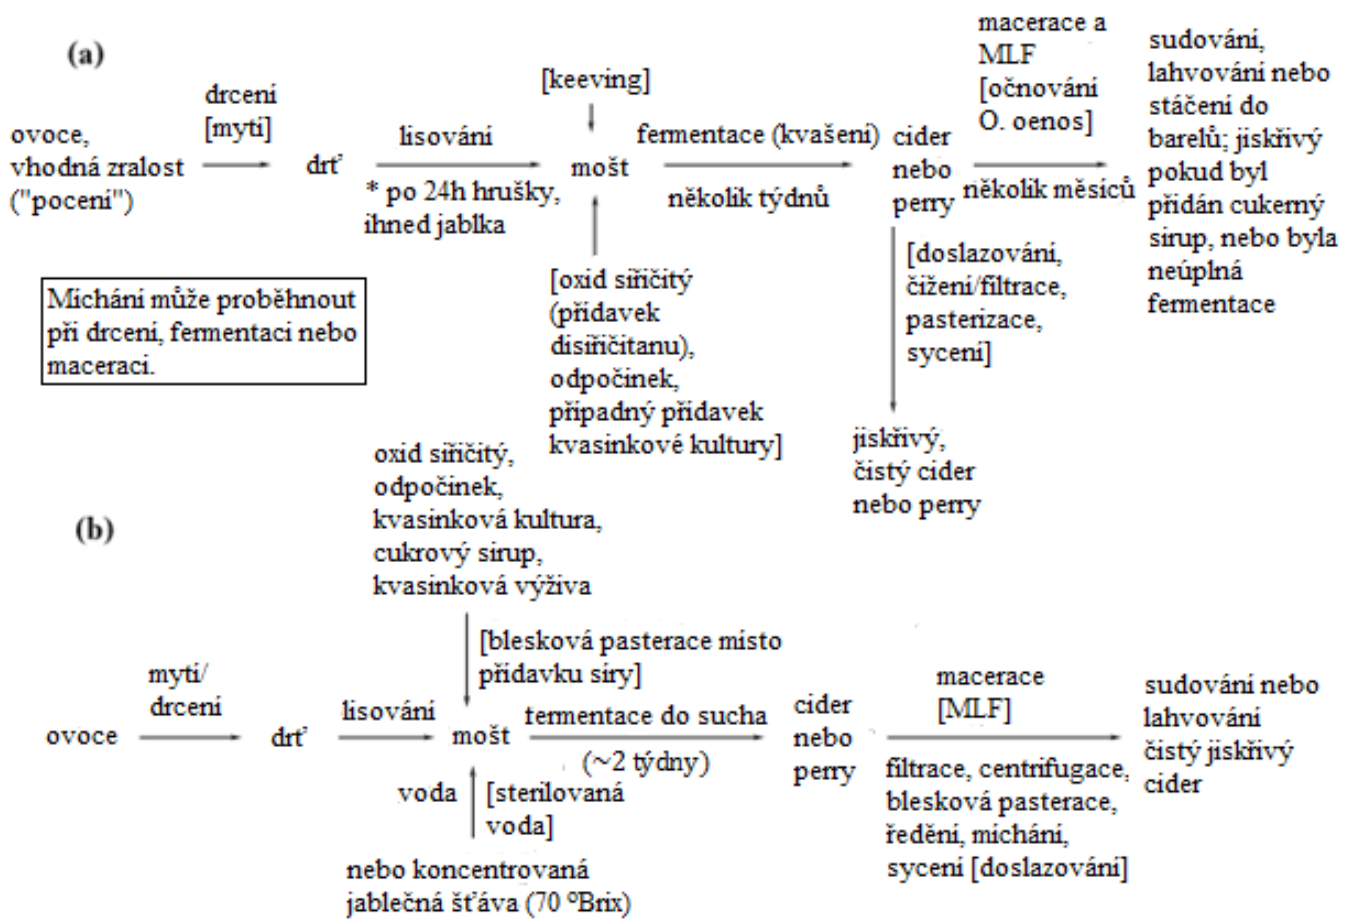 (a)
ovoce,
vhodná zralost
("pocení")
drcení
[mytí]
drť
lisování
* po 24h hrušky,
ihned jablka
[keeving]
mošt
[oxid siřičitý
(přídavek
disiřičitanu),
odpočinek,
případný přídavek
kvasinkové kultury]
fermentace (kvašení)
několik týdnů
cider
nebo
perry
macerace a
MLF
[očnování
O. oenos]
několik měsíců
sudování,
lahvování nebo
stáčení do
barelů; jiskřivý
pokud byl
přidán cukerný
sirup, nebo byla
neúplná
fermentace
[doslazování,
čižení/filtrace,
pasterizace,
sycení]
jiskřivý,
čistý cider
nebo perry
Míchání může proběhnout
při drcení, fermentaci nebo
maceraci.
(b)
ovoce
mytí/
drcení
drť
lisování
oxid siřičitý,
odpočinek,
kvasinková kultura,
cukrový sirup,
kvasinková výživa
[blesková pasterace místo
přídavku síry]
mošt
voda
[sterilovaná
voda]
nebo koncentrovaná
jablečná šťáva (70 ºBrix)
fermentace do sucha
(~2 týdny)
cider
nebo
perry
macerace
[MLF]
filtrace, centrifugace,
blesková pasterace,
ředění, míchání,
sycení [doslazování]
sudování nebo
lahvování
čistý jiskřivý
cider